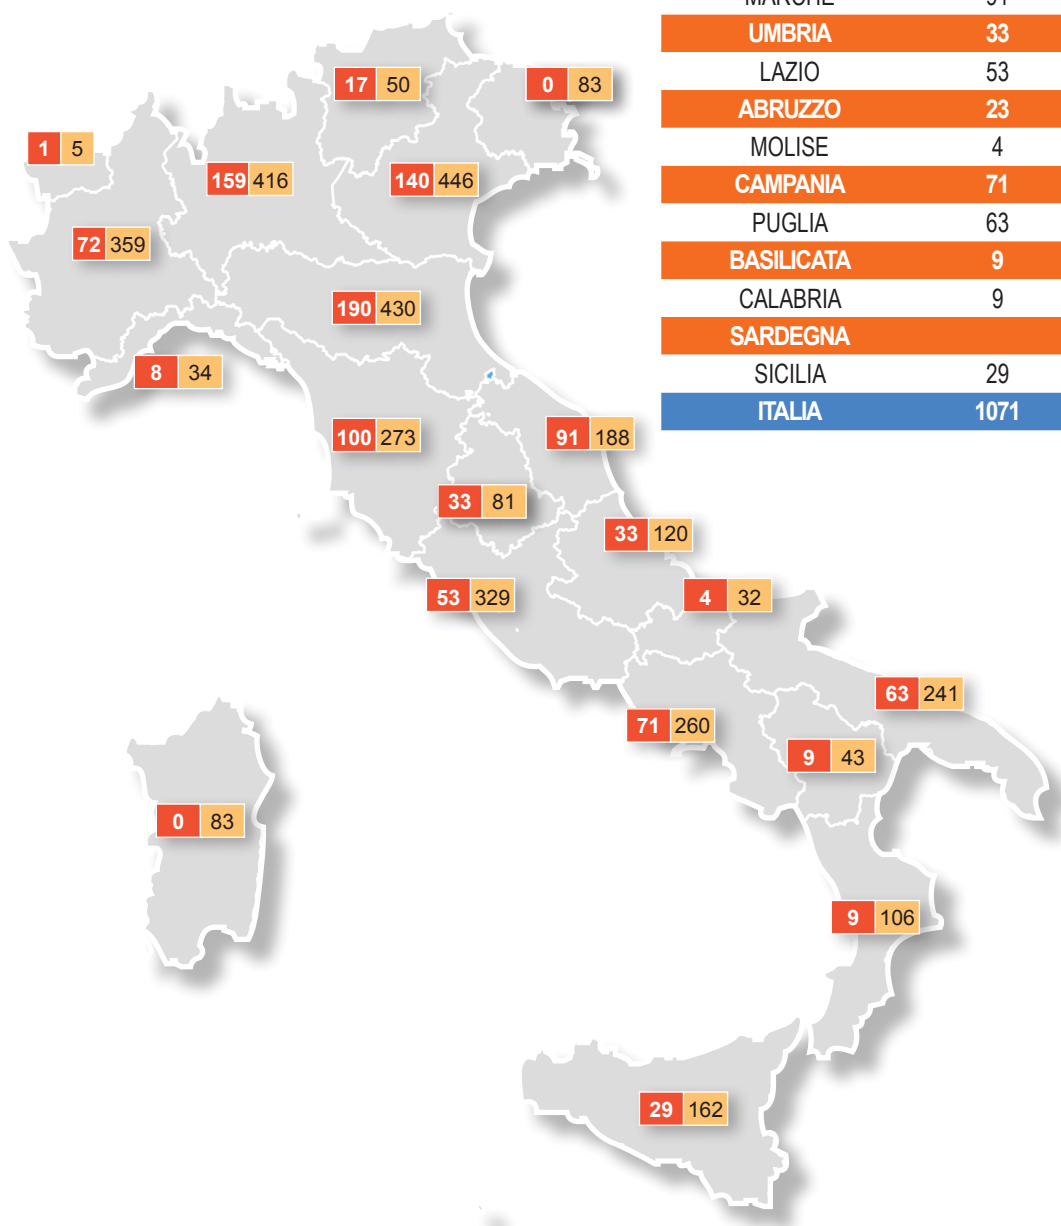 MARCHE 91
UMBRIA 33
LAZIO 53
ABRUZZO 23
MOLISE 4
CAMPANIA 71
PUGLIA 63
BASILICATA 9
CALABRIA 9
SARDEGNA
SICILIA 29
ITALIA 1071
17 50
0 83
1 5
159 416
140 446
72 359
190 430
8 34
100 273
91 188
33 81
33 120
53 329
4 32
63 241
71 260
9 43
0 83
9 106
29 162